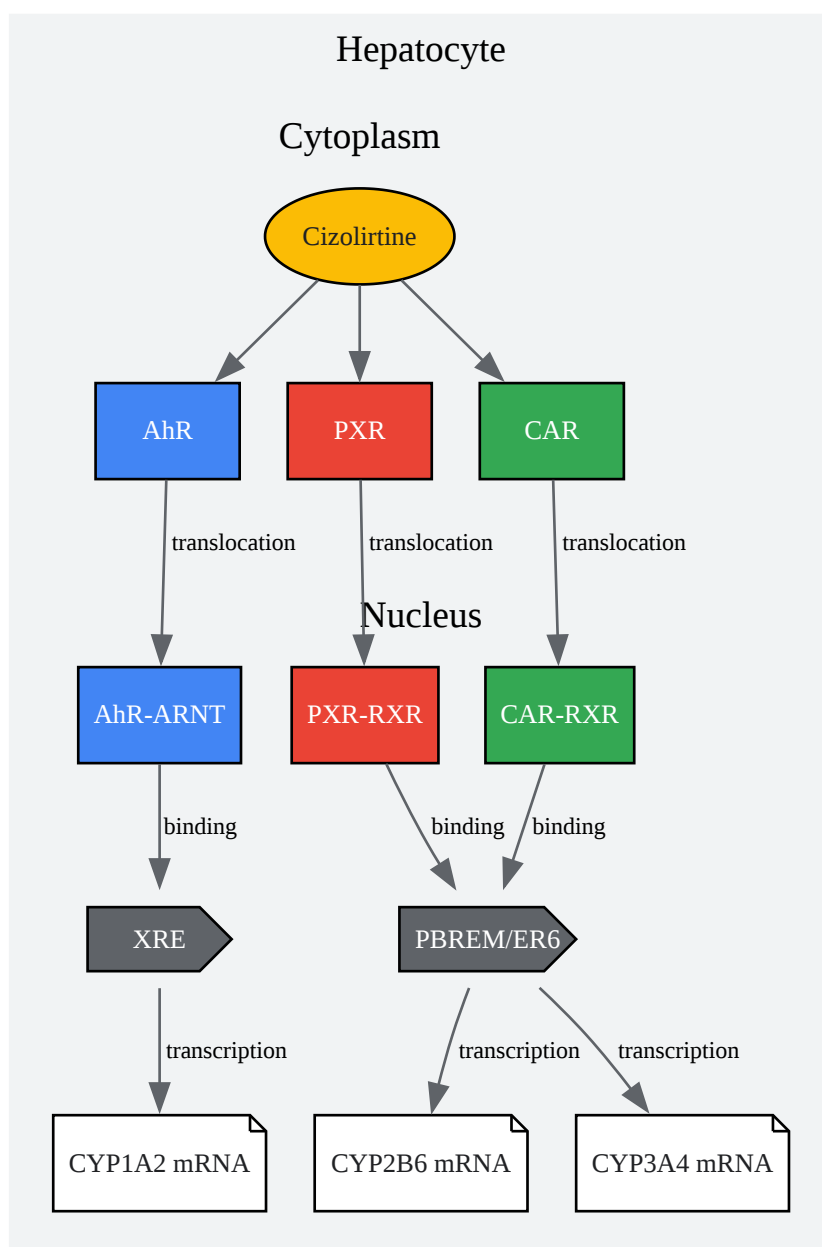 Hepatocyte
Cytoplasm
Cizolirtine
AhR
PXR
CAR
translocation
translocation
translocation
Nucleus
AhR-ARNT
PXR-RXR
CAR-RXR
binding
binding
binding
XRE
PBREM/ER6
transcription
transcription
transcription
CYP1A2 mRNA
CYP2B6 mRNA
CYP3A4 mRNA